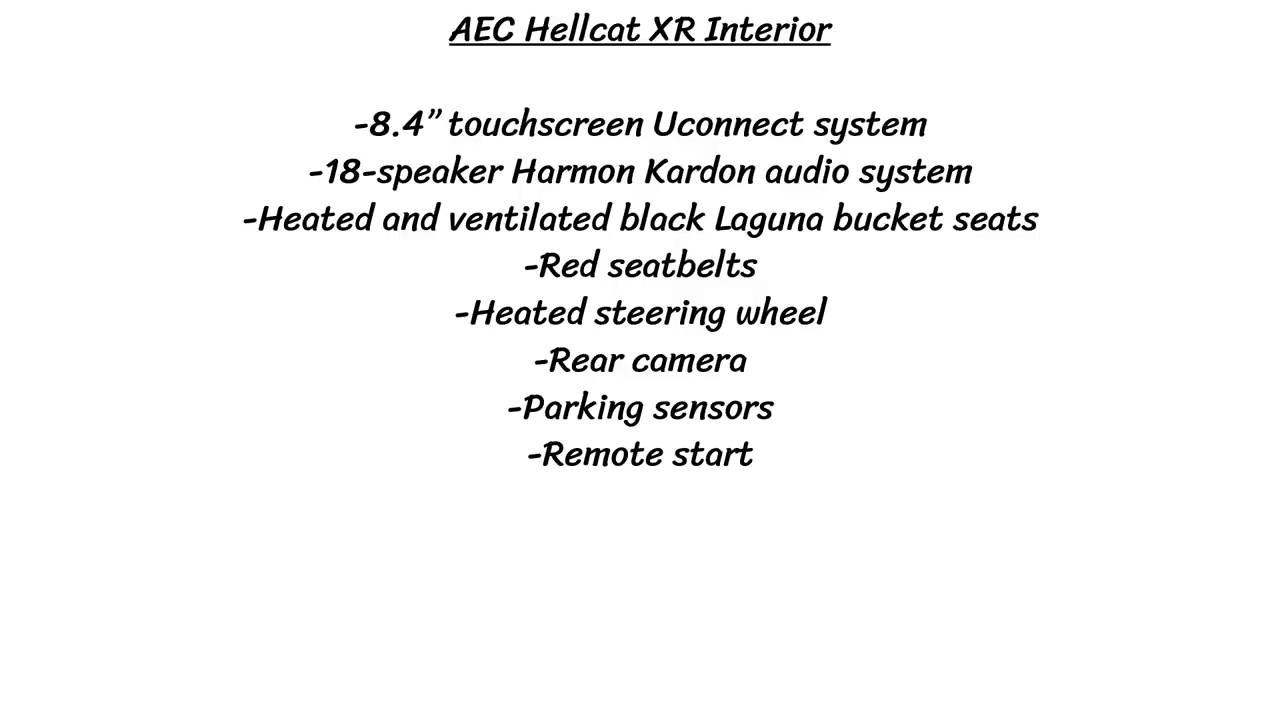 AEC Hellcat XR Interior
-8.4” touchscreen Uconnect system
-18-speaker Harmon Kardon audio system
-Heated and ventilated black Laguna bucket seats
-Red seatbelts
-Heated steering wheel
-Rear camera
-Parking sensors
-Remote start